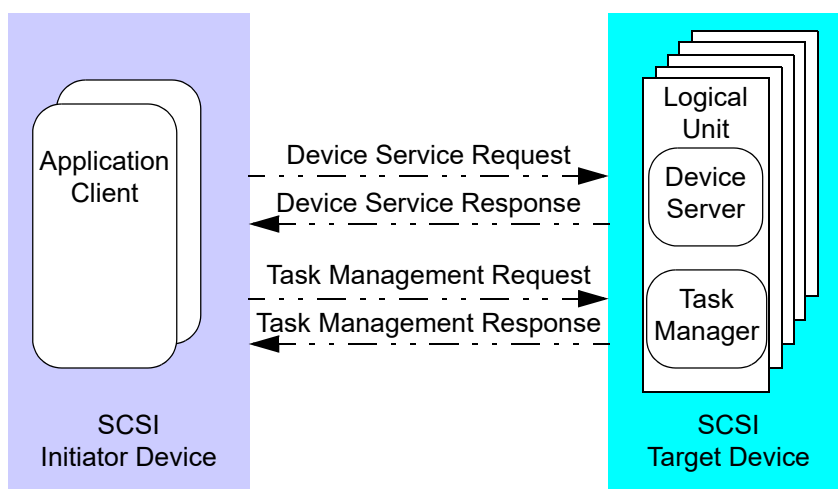 Application
Client
SCSI
Initiator Device
Device Service Request
Device Service Response
Task Management Request
Task Management Response
Logical
Unit
Device
Server
Task
Manager
SCSI
Target Device